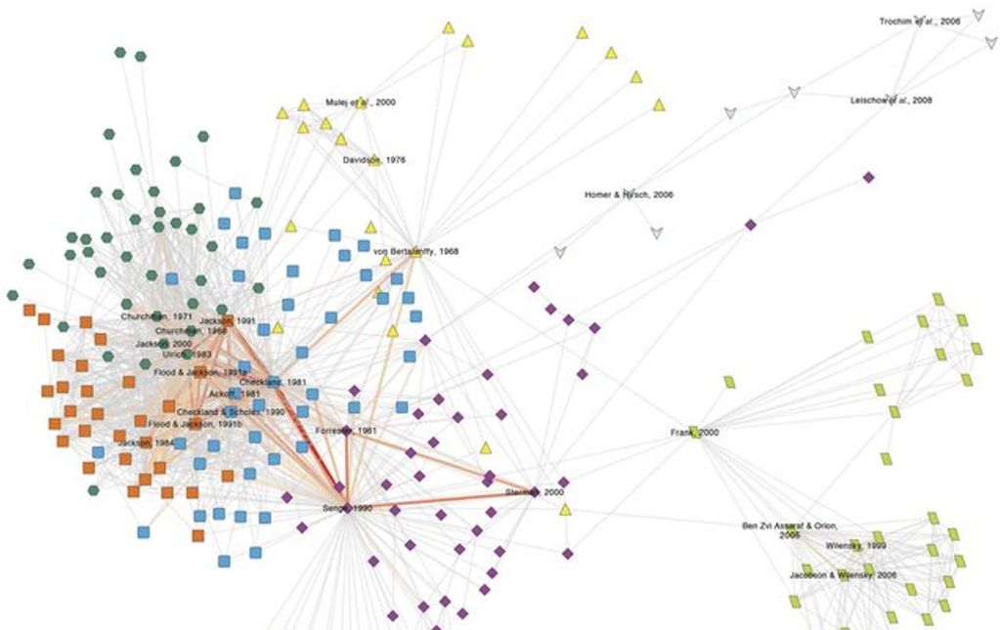 Trochim et al., 2006
Leischow et al., 2008
Mulej et al., 2000
Davidson, 1976
Homer & Hirsch, 2006
von Bertalanffy, 1968
Churchman, 1971
Jackson, 1991
Churchman, 1968
Jackson, 2000
Ulrich, 1983
Flood & Jackson, 1991a
Checkland, 1981
Ackoff, 1981
Checkland & Scholes, 1990
Flood & Jackson, 1991b
Forrester, 1961
Jackson, 1984
Frank, 2000
Sterman, 2000
Senge, 1990
Ben Zvi Assaraf & Orion,
2005
Wilensky, 1999
Jacobson & Wilensky, 2006